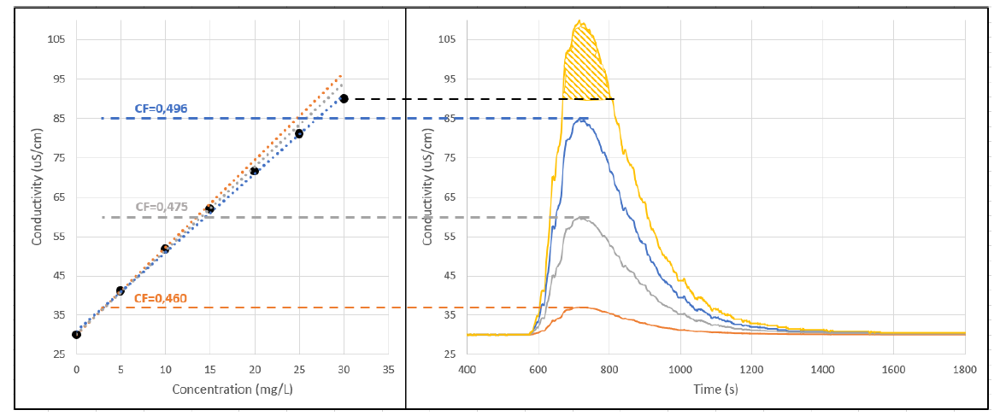 105
95
85
75
65
55
45
35
25
Conductivity (uS/cm)
CF=0,496
CF=0,475
CF=0,460
0 5 10 15 20 25 30 35
Concentration (mg/L)
105
95
85
75
65
55
45
35
25
Conductivity (uS/cm)
400 600 800 1000 1200 1400 1600 1800
Time (s)